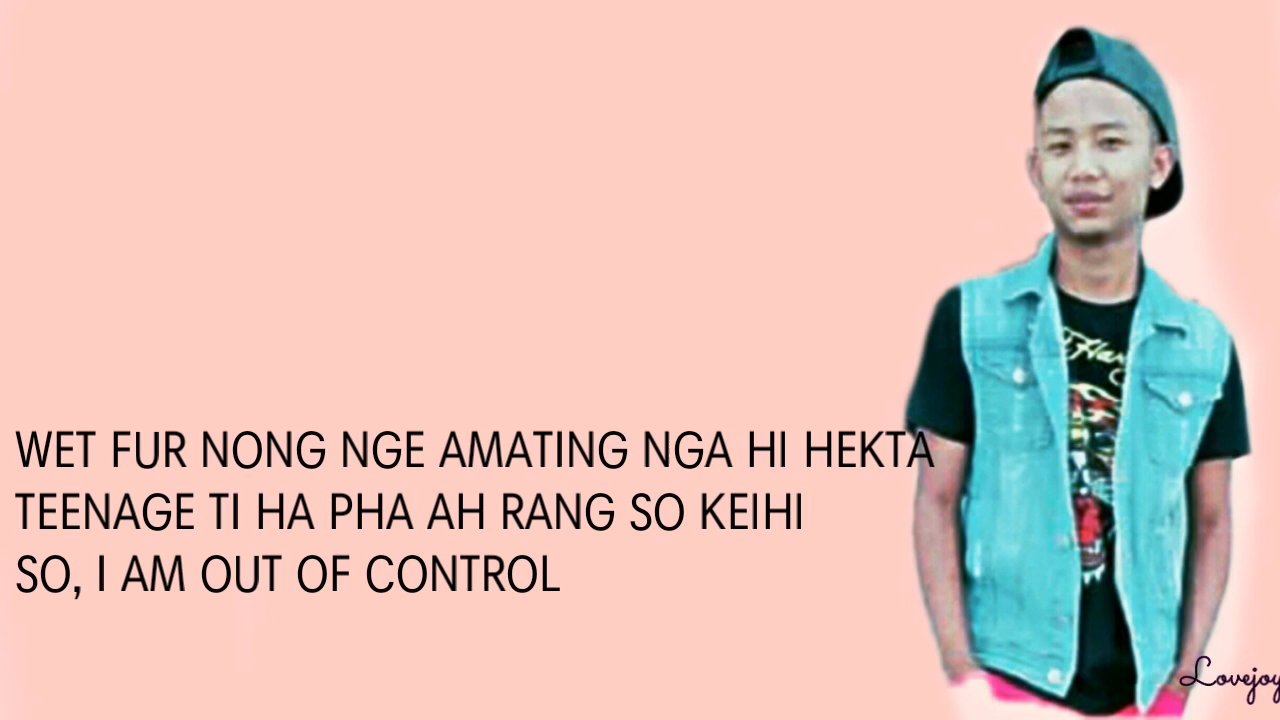 WET FUR NONG NGE AMATING NGA HI HEKTA
TEENAGE TI HA PHA AH RANG SO KEIHI
SO, I AM OUT OF CONTROL
Lovejoy